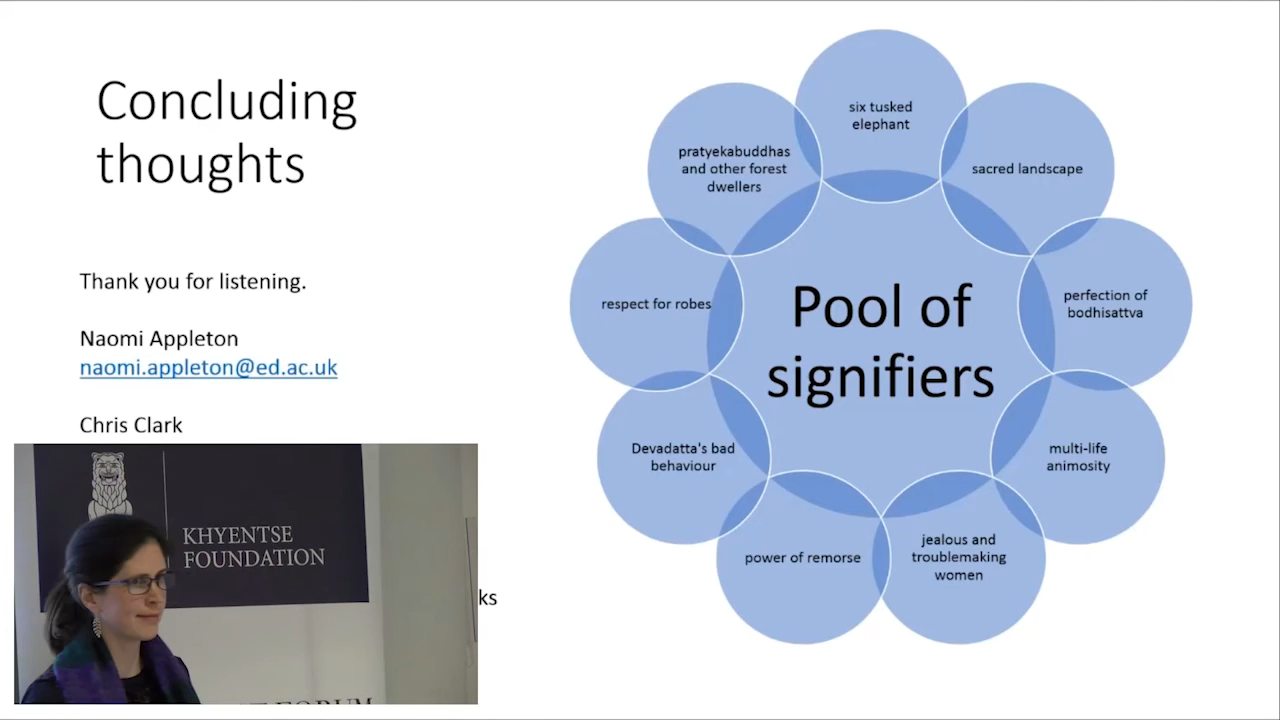 Concluding
thoughts
Thank you for listening.
Naomi Appleton
naomi.appleton@ed.ac.uk
Chris Clark
KHYENTSE
FOUNDATION
ks
six tusked
elephant
sacred landscape
perfection of
bodhisattva
multi-life
animosity
jealous and
troublemaking
women
power of remorse
Devadatta's bad
behaviour
respect for robes
pratyekabuddhas
and other forest
dwellers
Pool of
signifiers